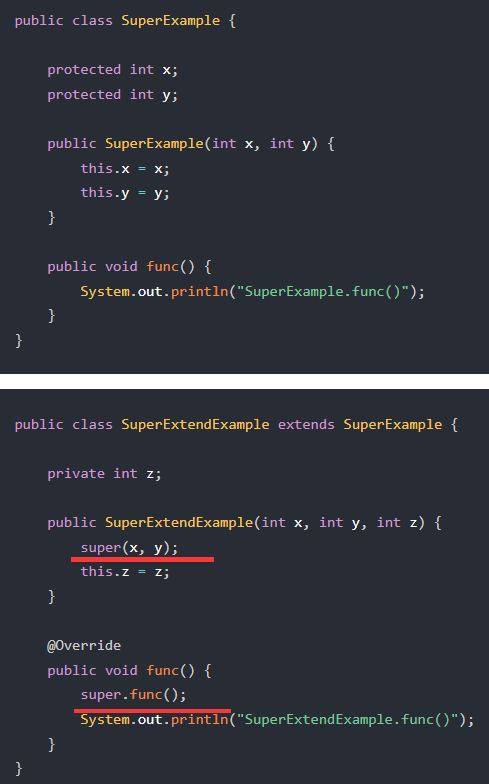 public class SuperExample {
protected int x;
protected int y;
public SuperExample(int x, int y) {
this.x = x;
this.y = y;
}
public void func() {
System.out.println("SuperExample.func()");
}
}
public class SuperExtendExample extends SuperExample {
private int z;
public SuperExtendExample(int x, int y, int z) {
super(x, y);
this.z = z;
}
@Override
public void func() {
super.func();
System.out.println("SuperExtendExample.func()");
}
}